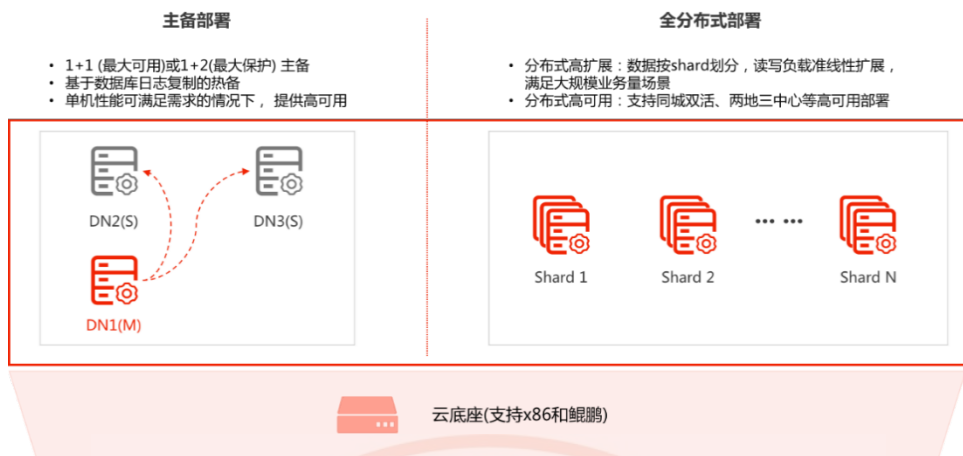 主备部署
• 1+1 (最大可用)或1+2(最大保护) 主备
• 基于数据库日志复制的热备
• 单机性能可满足需求的情况下，提供高可用
全分布式部署
• 分布式高扩展：数据按shard划分，读写负载准线性扩展，
满足大规模业务量场景
• 分布式高可用：支持同城双活、两地三中心等高可用部署
DN2(S)
DN3(S)
DN1(M)
Shard 1
Shard 2
... ...
Shard N
云底座(支持x86和鲲鹏)